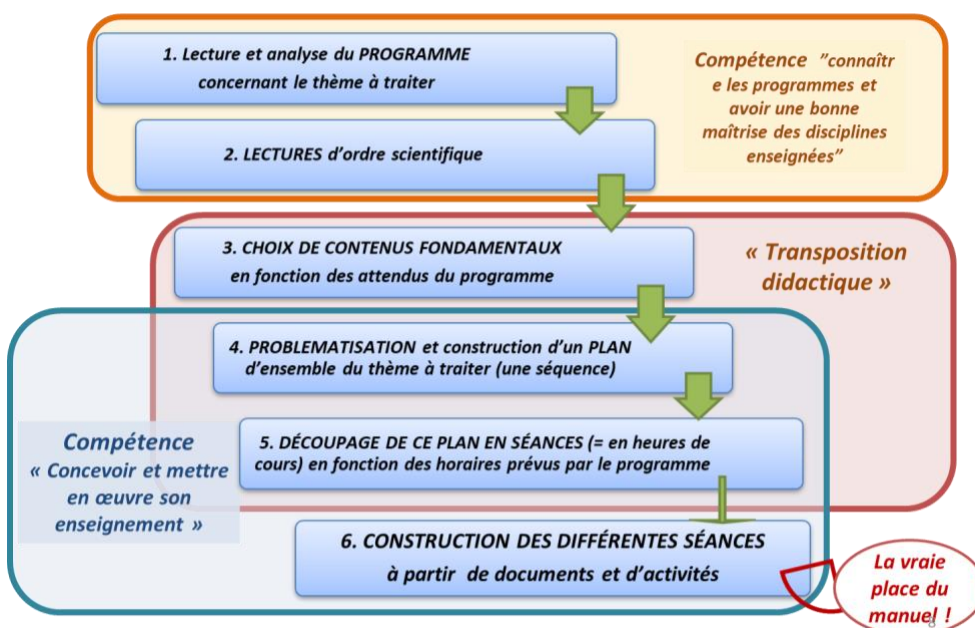 1. Lecture et analyse du PROGRAMME
concernant le thème à traiter
Compétence ”connaîtr
e les programmes et
avoir une bonne
maîtrise des disciplines
enseignées”
2. LECTURES d’ordre scientifique
3. CHOIX DE CONTENUS FONDAMENTAUX
en fonction des attendus du programme
« Transposition
didactique »
4. PROBLEMATISATION et construction d’un PLAN
d’ensemble du thème à traiter (une séquence)
5. DÉCOUPAGE DE CE PLAN EN SÉANCES (= en heures de
cours) en fonction des horaires prévus par le programme
Compétence
« Concevoir et mettre
en œuvre son
enseignement »
6. CONSTRUCTION DES DIFFÉRENTES SÉANCES
à partir de documents et d’activités
La vraie
place du
manuel !
8